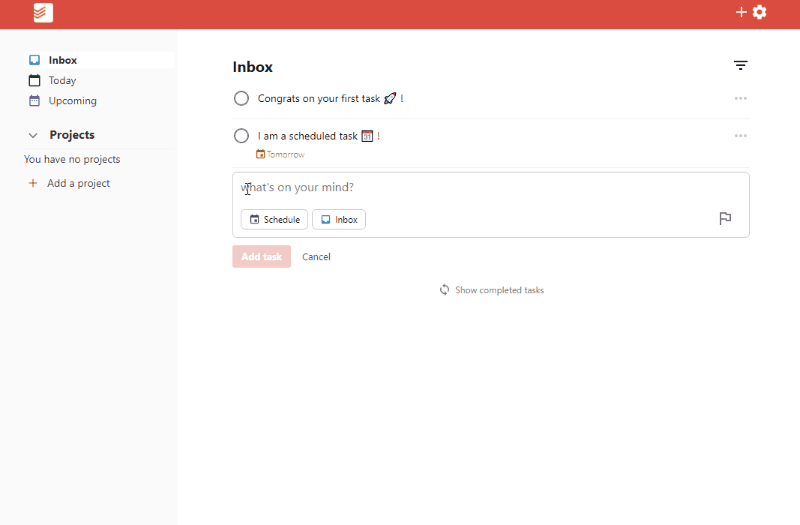 Inbox
Today
Upcoming
Projects
You have no projects
Add a project
Inbox
Congrats on your first task 🚀 !
I am a scheduled task 📅 !
Tomorrow
what's on your mind?
Schedule
Inbox
Add task
Cancel
Show completed tasks